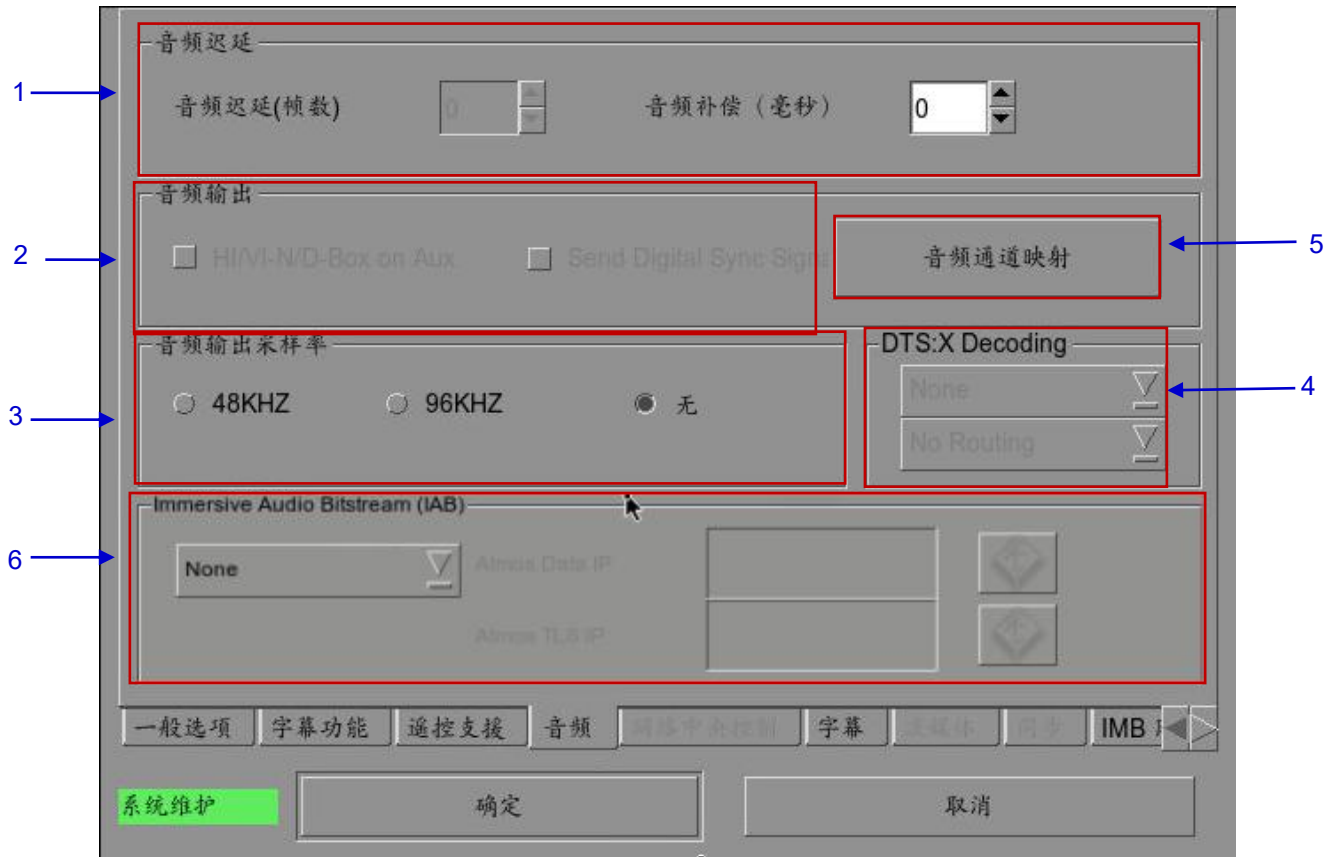 音频迟延
1
音频迟延(桢数)
0
音频补偿（毫秒）
0
音频输出
2
HI/VI-N/D-Box on Aux
Send Digital Sync Signa
音频通道映射
5
音频输出采样率
3
48KHZ
96KHZ
无
DTS:X Decoding
None
No Routing
4
Immersive Audio Bitstream (IAB)
6
None
Atmos Data IP
Atmos TLS IP
一般选项
字幕功能
遥控支援
音频
网络中央控制
字幕
流媒体
同步
IMB
系统维护
确定
取消